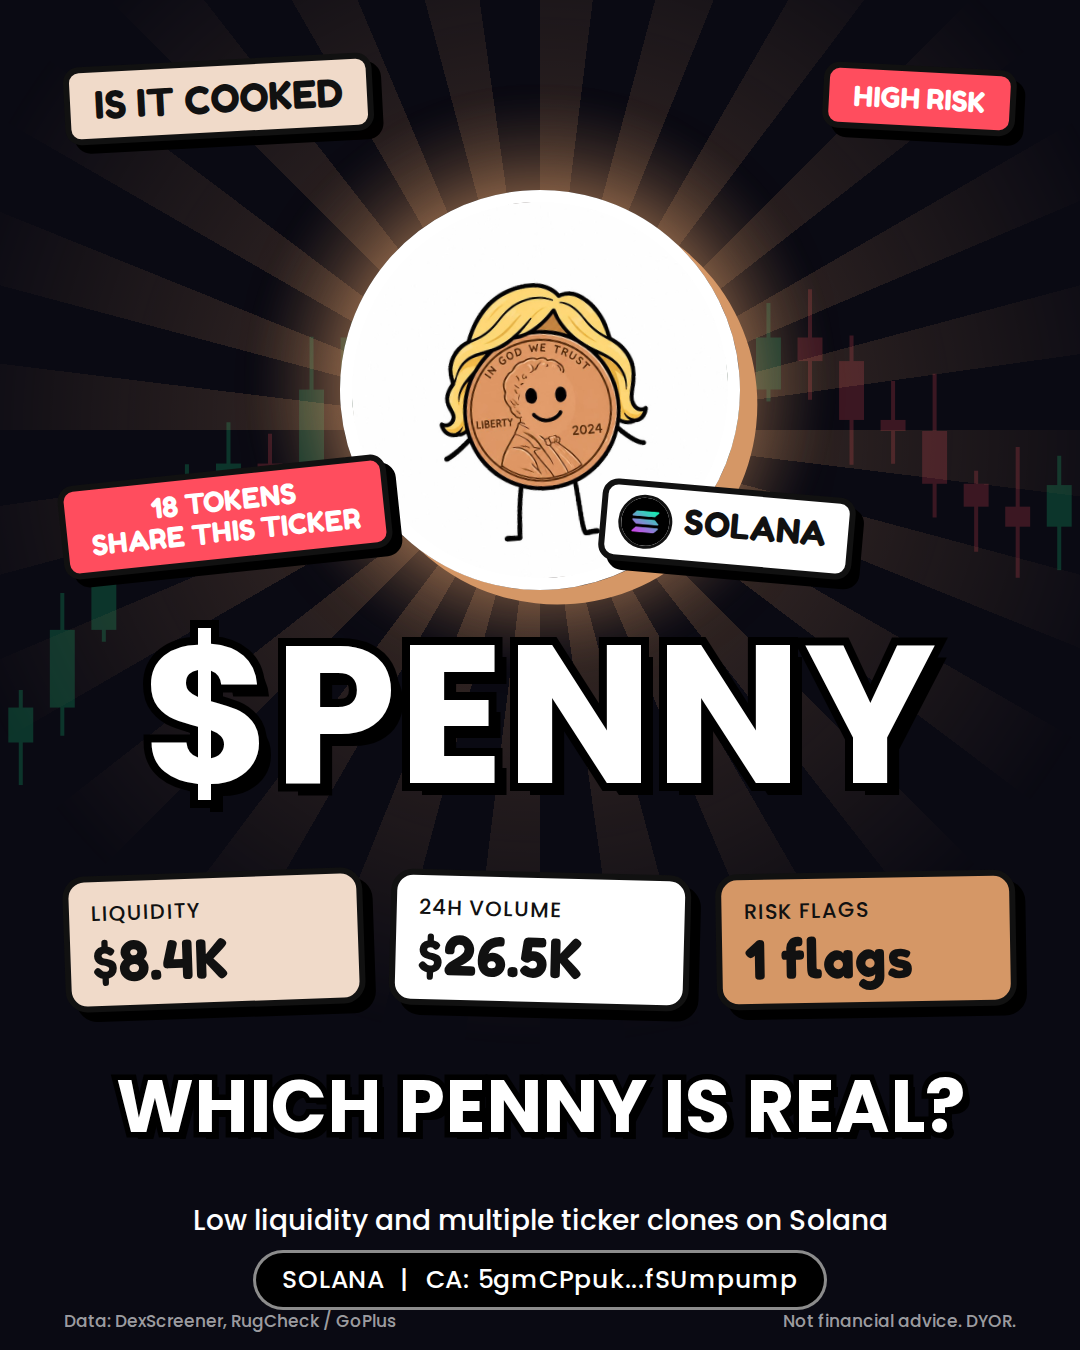 IS IT COOKED
HIGH RISK
IN GOD WE TRUST
LIBERTY
2024
18 TOKENS
SHARE THIS TICKER
SOLANA
$PENNY
LIQUIDITY
$8.4K
24H VOLUME
$26.5K
RISK FLAGS
1 flags
WHICH PENNY IS REAL?
Low liquidity and multiple ticker clones on Solana
SOLANA | CA: 5gmCPpuk...fSUmpump
Data: DexScreener, RugCheck / GoPlus
Not financial advice. DYOR.